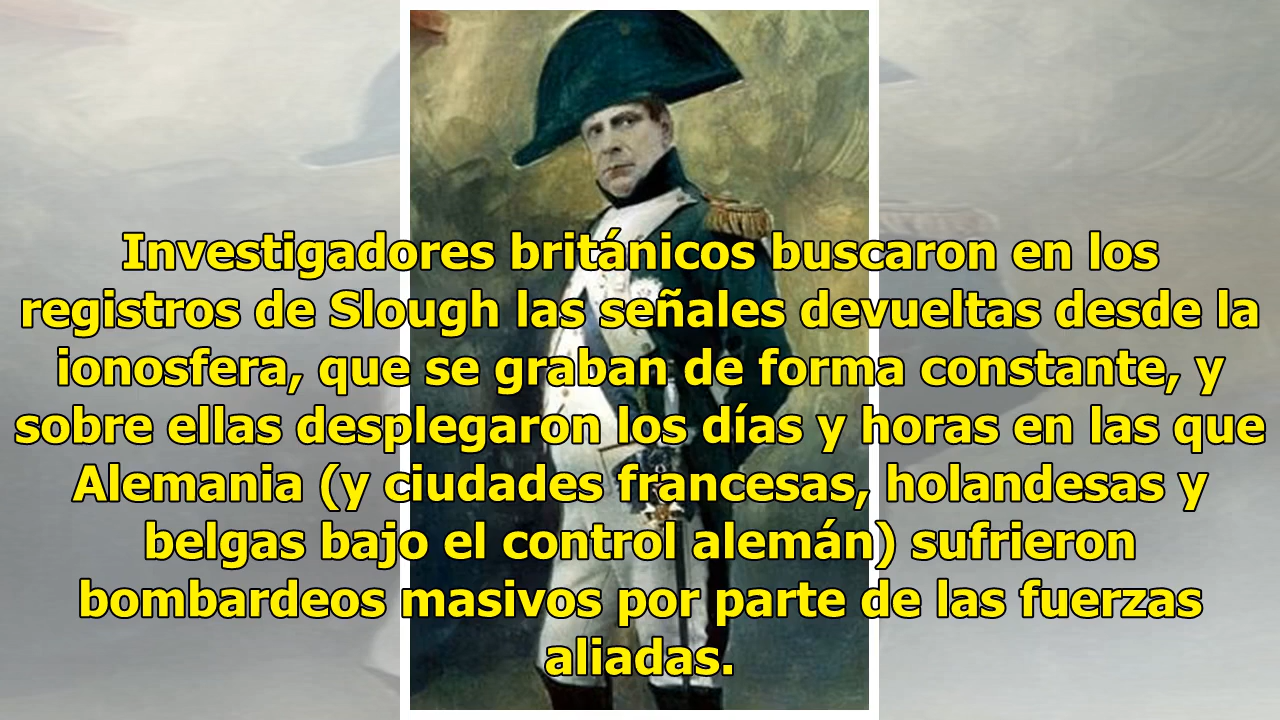 Investigadores británicos buscaron en los
registros de Slough las señales devueltas desde la
ionosfera, que se graban de forma constante, y
sobre ellas desplegaron los días y horas en las que
Alemania (y ciudades francesas, holandesas y
belgas bajo el control alemán) sufrieron
bombardeos masivos por parte de las fuerzas
aliadas.